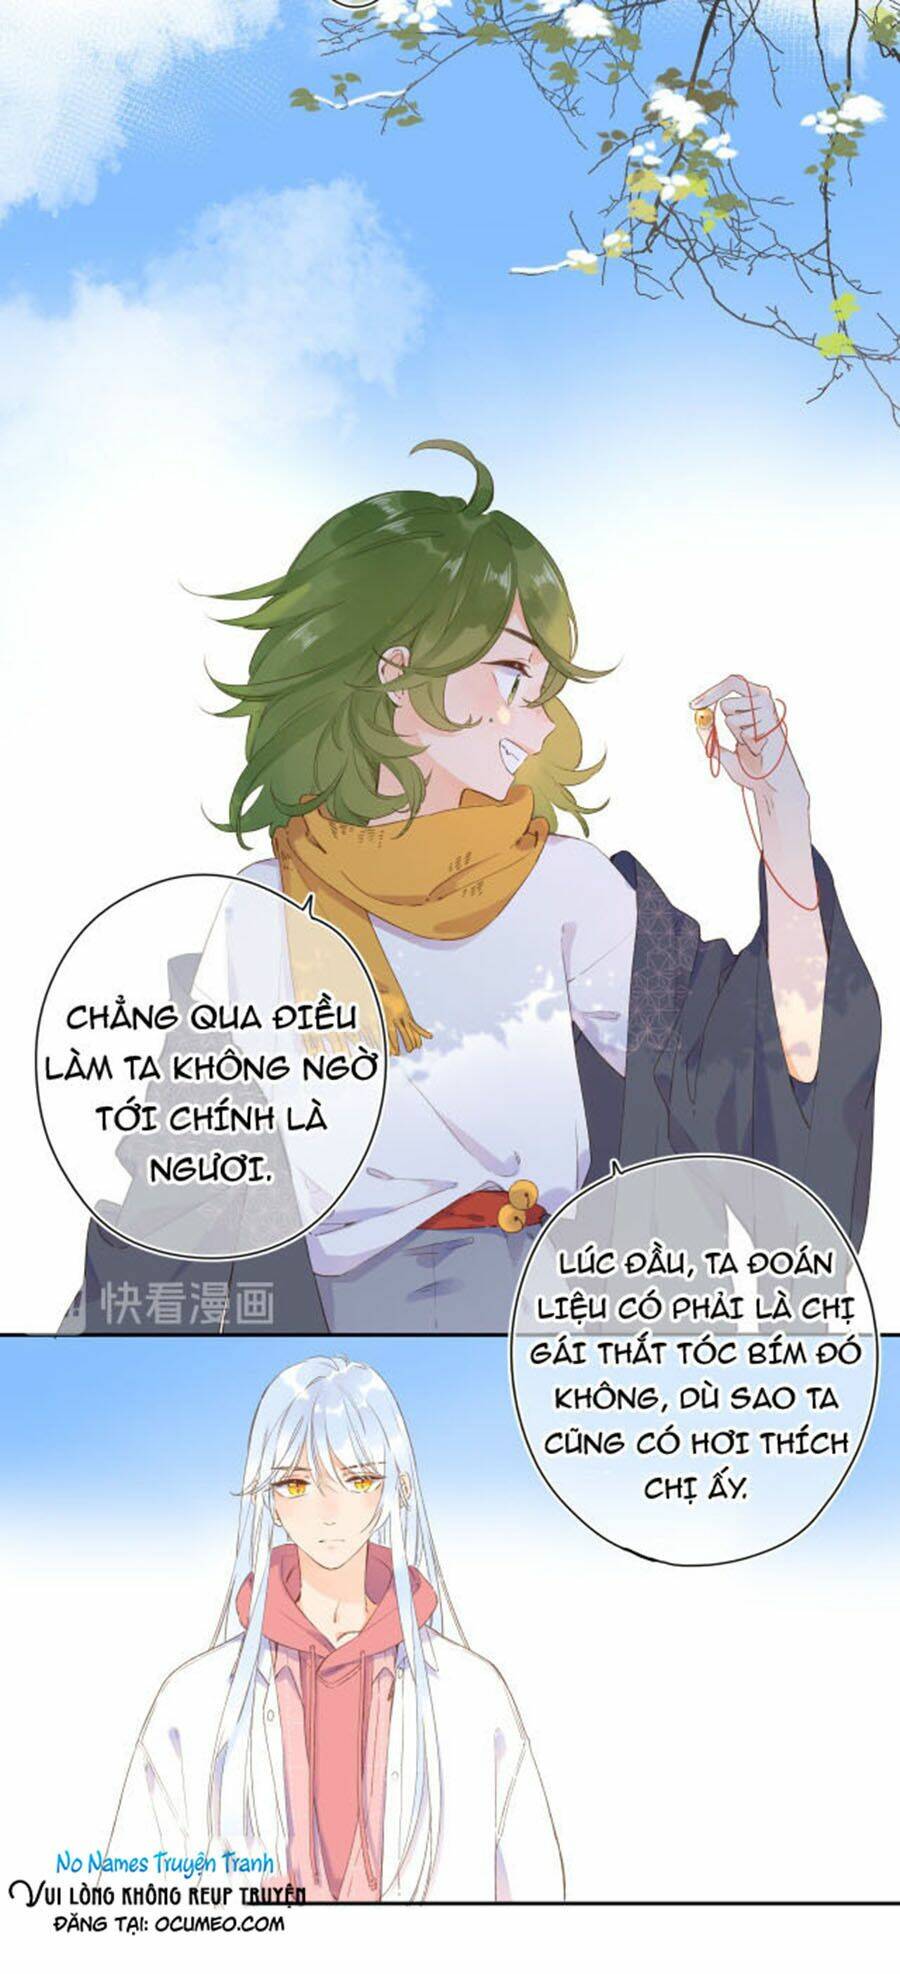 CHẲNG QUA ĐIỀU
LÀM TA KHÔNG NGỜ
TỚI CHÍNH LÀ
NGƯƠI.
LÚC ĐẦU, TA ĐOÁN
LIỆU CÓ PHẢI LÀ CHỊ
GÁI THẮT TÓC BÍM ĐÓ
KHÔNG, DÙ SAO TA
CŨNG CÓ HƠI THÍCH
CHỊ ẤY.
快看漫画
No Names Truyện Tranh
Vui lòng không reup truyện
Đăng tại: ocumeo.com